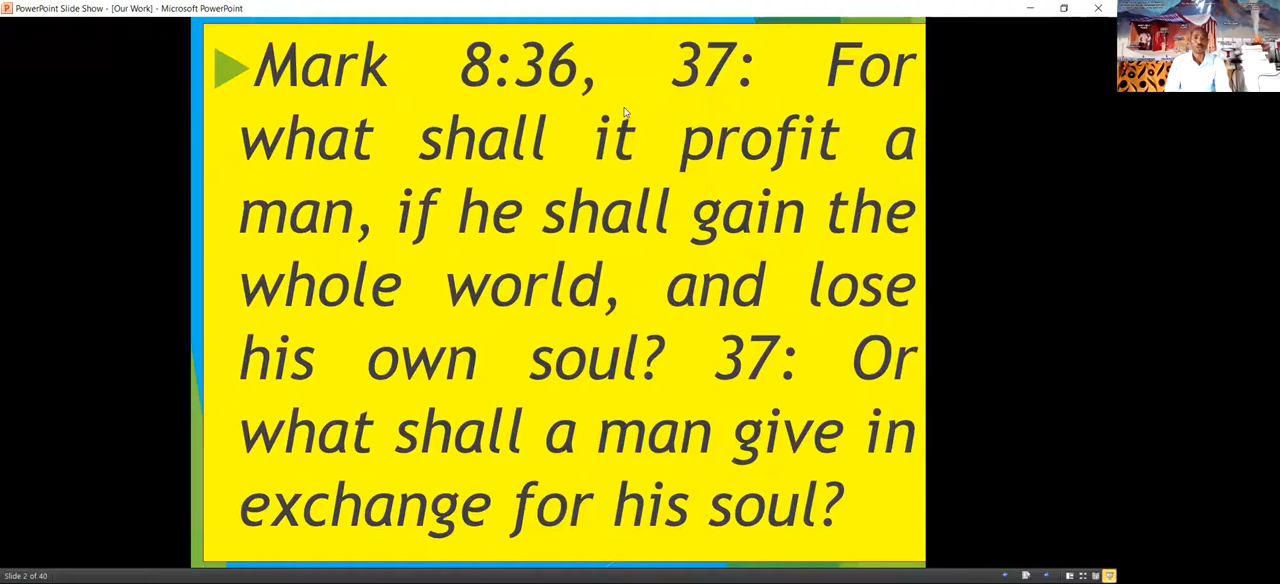 PowerPoint Slide Show - [Our Work] - Microsoft PowerPoint
Mark 8:36, 37: For
what shall it profit a
man, if he shall gain the
whole world, and lose
his own soul? 37: Or
what shall a man give in
exchange for his soul?
Slide 2 of 40